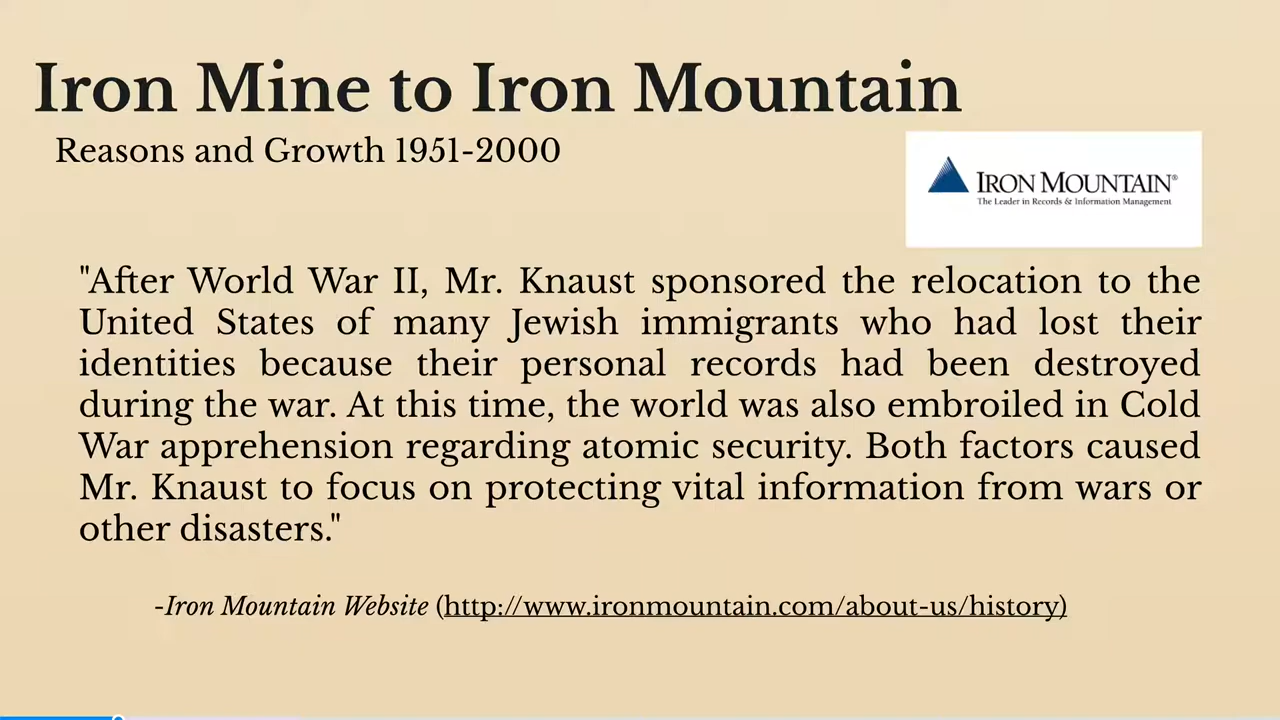 Iron Mine to Iron Mountain
Reasons and Growth 1951-2000
IRON MOUNTAIN®
The Leader in Records & Information Management
"After World War II, Mr. Knaust sponsored the relocation to the
United States of many Jewish immigrants who had lost their
identities because their personal records had been destroyed
during the war. At this time, the world was also embroiled in Cold
War apprehension regarding atomic security. Both factors caused
Mr. Knaust to focus on protecting vital information from wars or
other disasters."
-Iron Mountain Website (http://www.ironmountain.com/about-us/history)